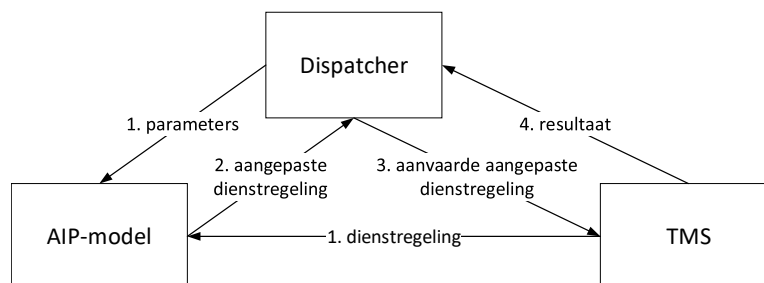 Dispatcher
1. parameters
4. resultaat
2. aangepaste
dienstregeling
3. aanvaarde aangepaste
dienstregeling
AIP-model
1. dienstregeling
TMS